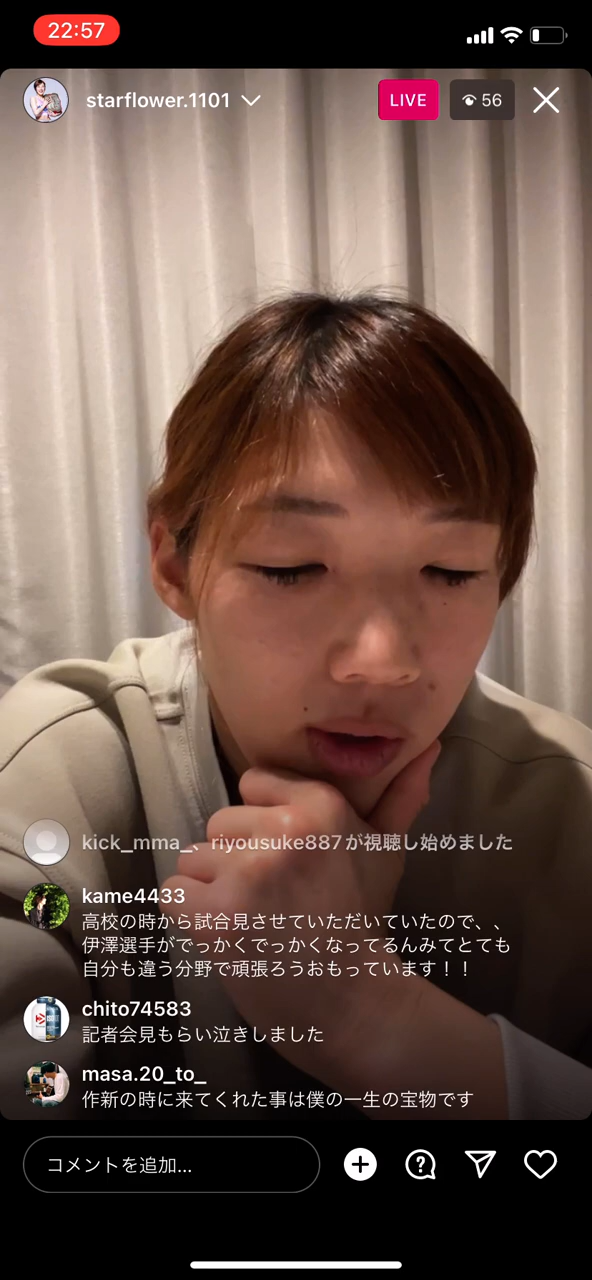 22:57
starflower.1101
LIVE
56
kick_mma_、riyousuke887が視聴し始めました
kame4433
高校の時から試合見させていただいていたので、、
伊澤選手がでっかくでっかくなってるんみてとても
自分も違う分野で頑張ろうおもっています！！
chito74583
記者会見もらい泣きしました
masa.20_to_
作新の時に来てくれた事は僕の一生の宝物です
コメントを追加...